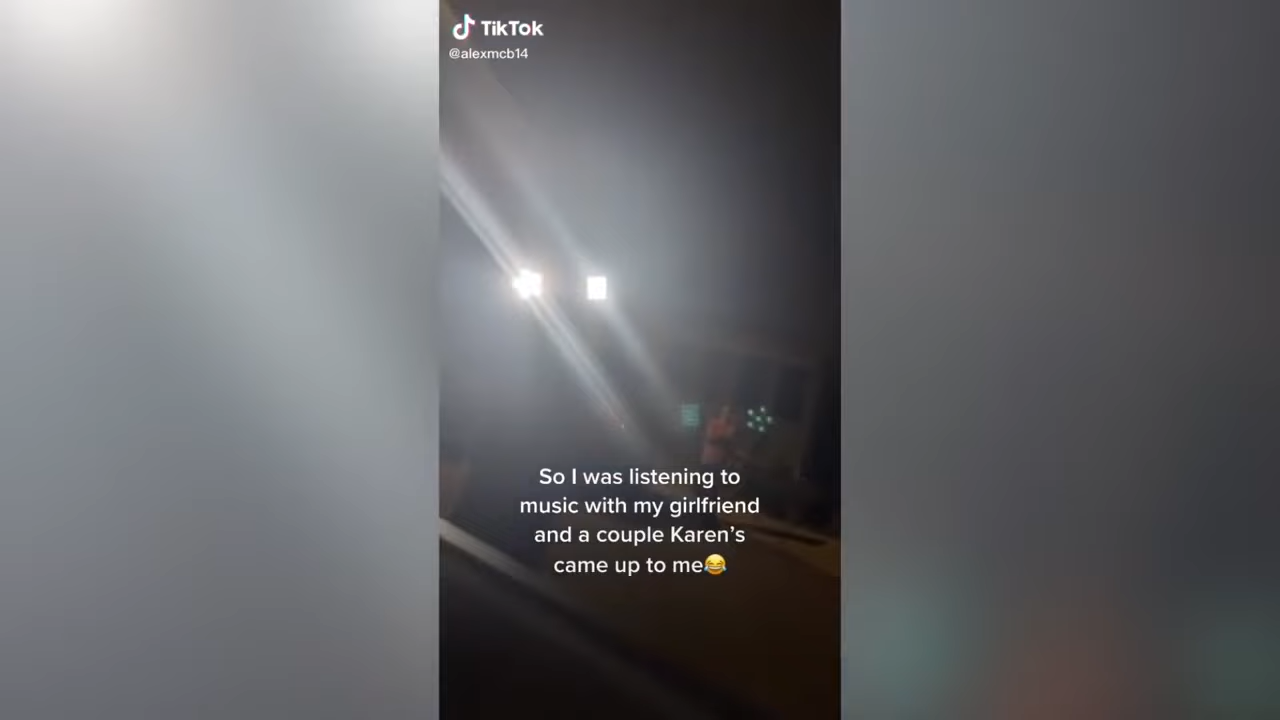 TikTok
@alexmcb14
So I was listening to
music with my girlfriend
and a couple Karen’s
came up to me😂